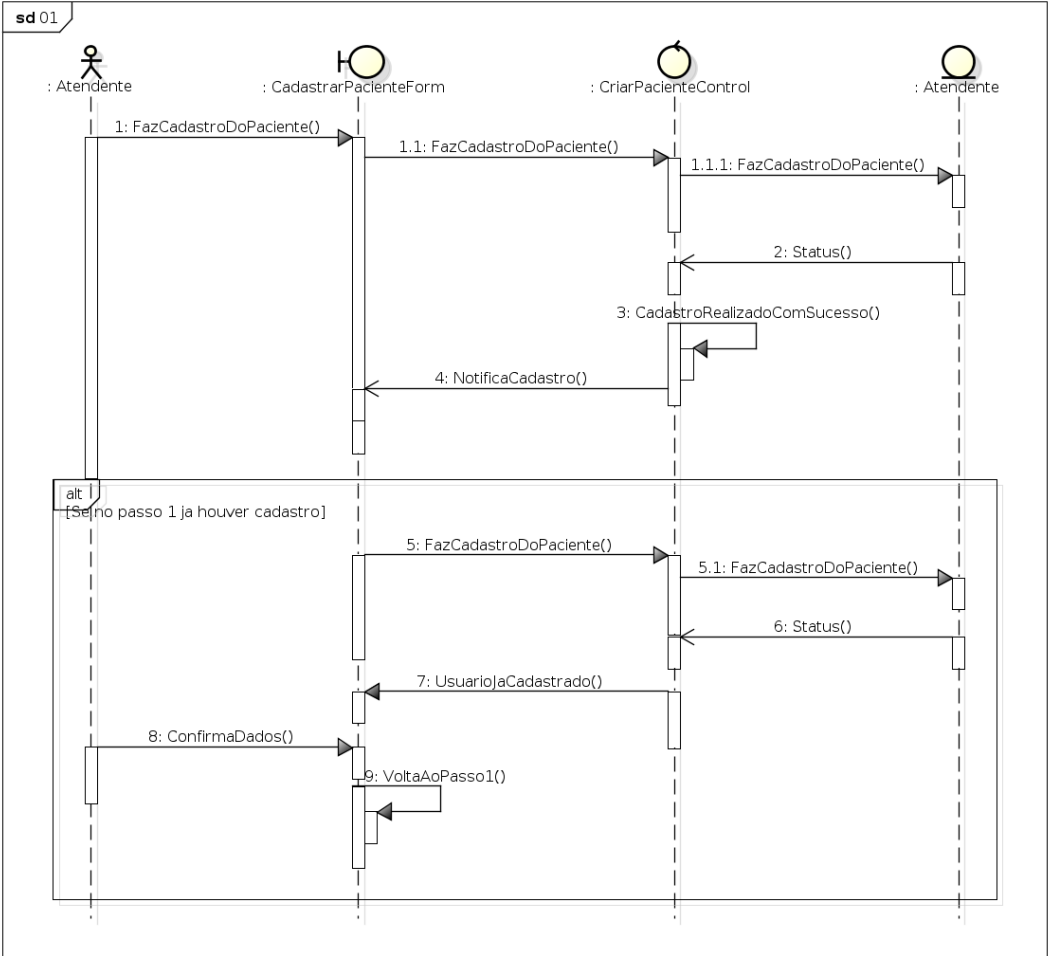 sd 01
: Atendente
: CadastrarPacienteForm
: CriarPacienteControl
: Atendente
1: FazCadastroDoPaciente()
1.1: FazCadastroDoPaciente()
1.1.1: FazCadastroDoPaciente()
2: Status()
3: CadastroRealizadoComSucesso()
4: NotificaCadastro()
alt
[Se no passo 1 ja houver cadastro]
5: FazCadastroDoPaciente()
5.1: FazCadastroDoPaciente()
6: Status()
7: UsuarioJaCadastrado()
8: ConfirmaDados()
9: VoltaAoPasso1()